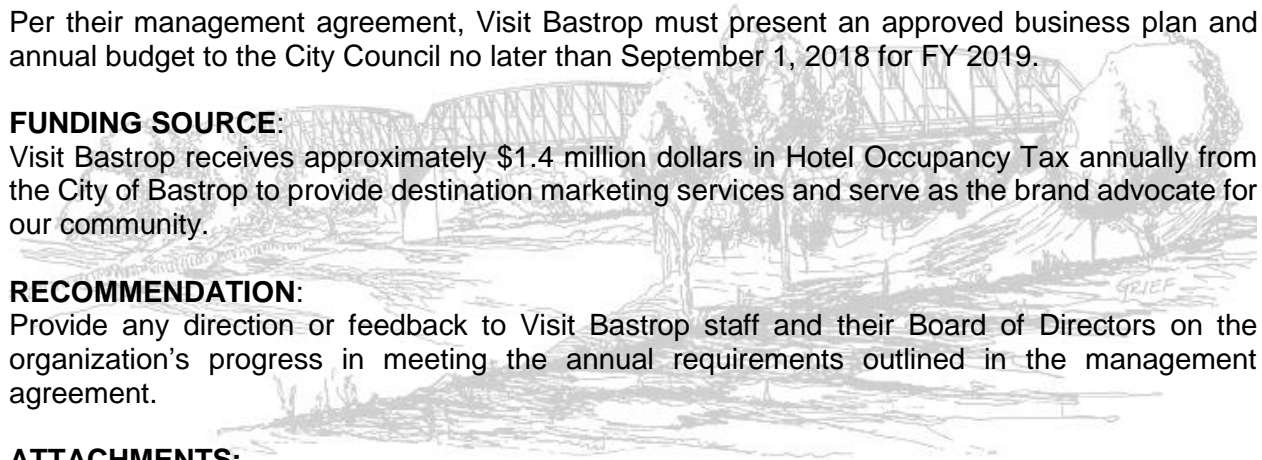 Per their management agreement, Visit Bastrop must present an approved business plan and
annual budget to the City Council no later than September 1, 2018 for FY 2019.
FUNDING SOURCE:
Visit Bastrop receives approximately $1.4 million dollars in Hotel Occupancy Tax annually from
the City of Bastrop to provide destination marketing services and serve as the brand advocate for
our community.
GRIEF
RECOMMENDATION:
Provide any direction or feedback to Visit Bastrop staff and their Board of Directors on the
organization's progress in meeting the annual requirements outlined in the management
agreement.
ATTACHMENTS: